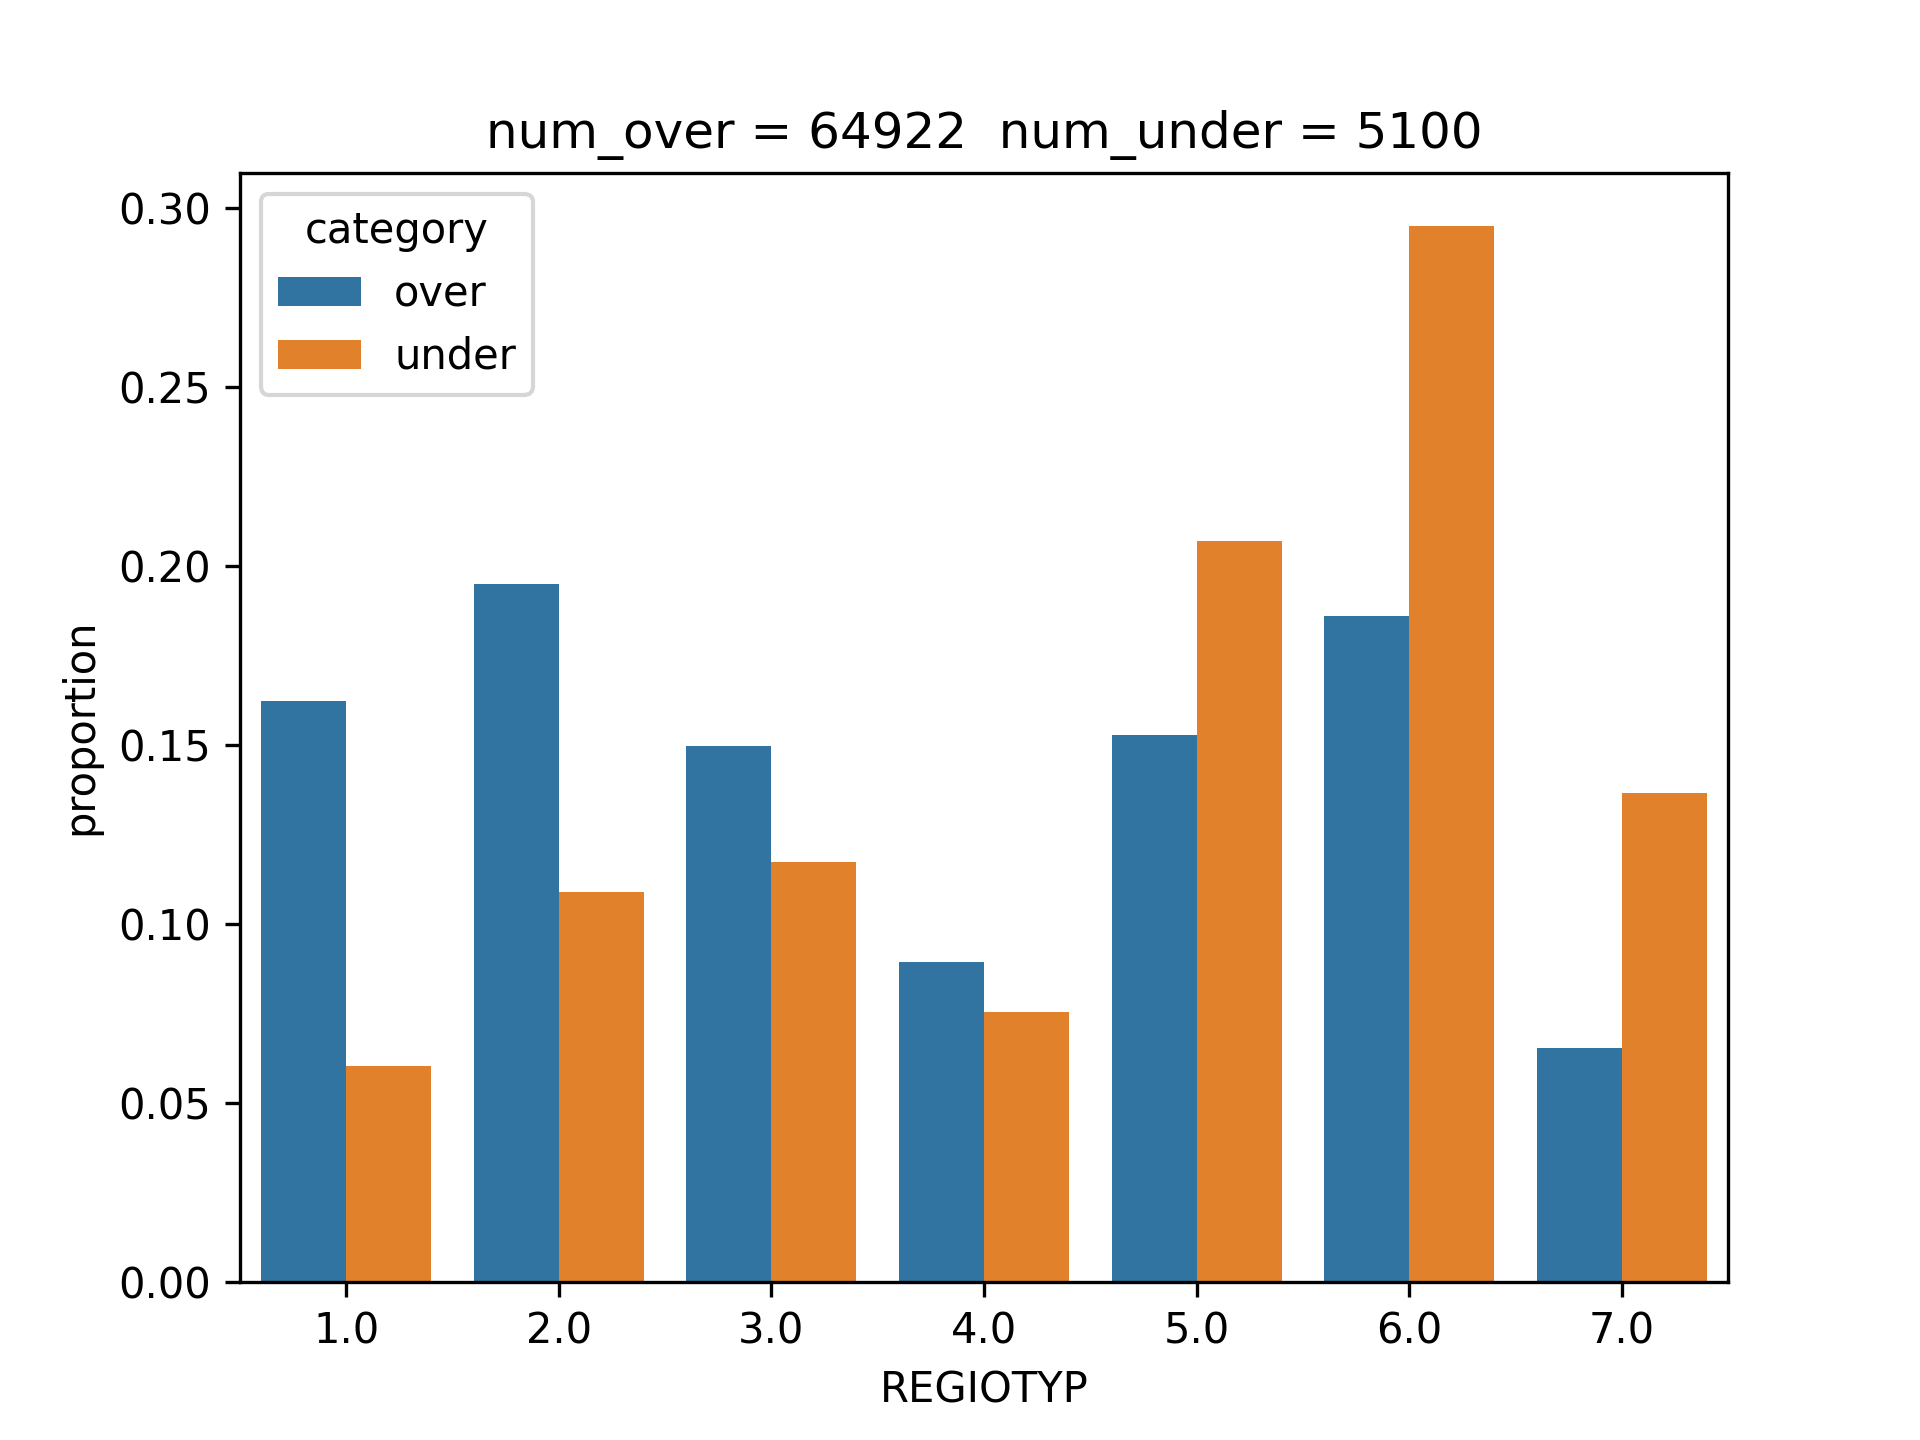 num_over = 64922  num_under = 5100
category
over
under
0.30
0.25
0.20
0.15
0.10
0.05
0.00
proportion
1.0 2.0 3.0 4.0 5.0 6.0 7.0
REGIOTYP